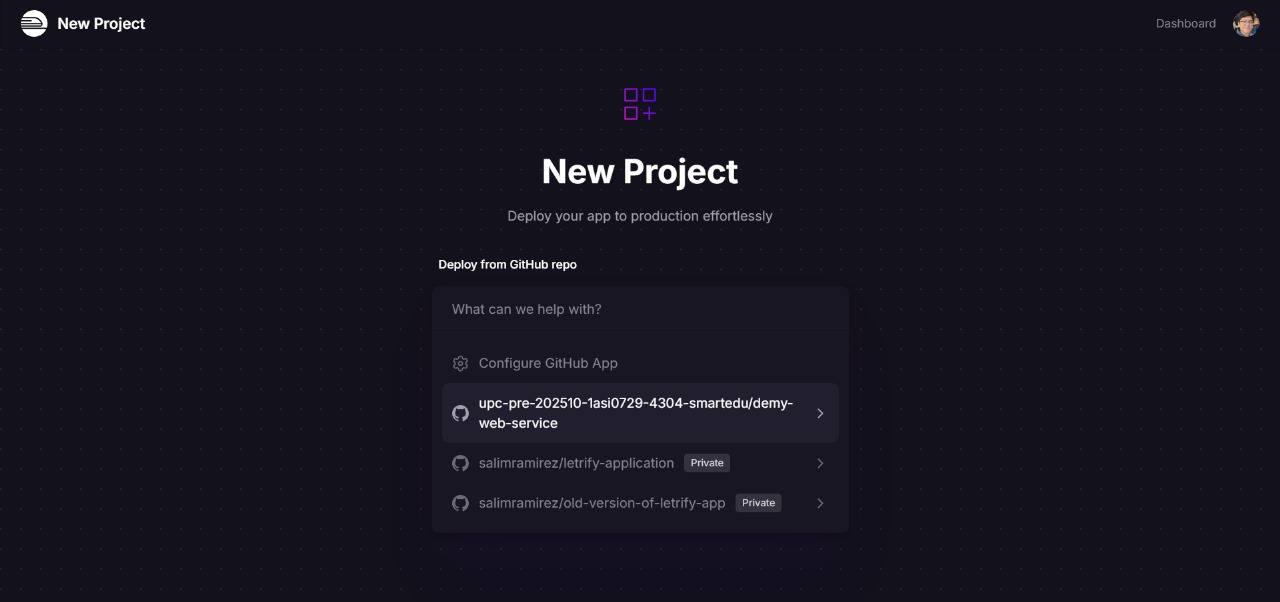 New Project
Dashboard
New Project
Deploy your app to production effortlessly
Deploy from GitHub repo
What can we help with?
Configure GitHub App
upc-pre-202510-1asi0729-4304-smartedu/demy-
web-service
salimramirez/letrify-application Private
salimramirez/old-version-of-letrify-app Private